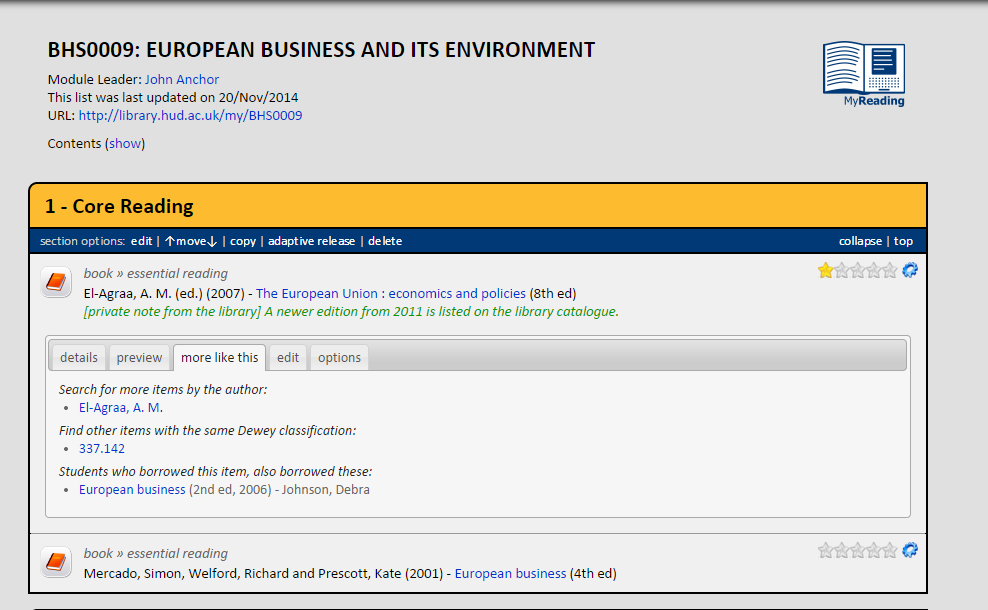 BHS0009: EUROPEAN BUSINESS AND ITS ENVIRONMENT
Module Leader: John Anchor
This list was last updated on 20/Nov/2014
URL: http://library.hud.ac.uk/my/BHS0009
Contents (show)
MyReading
1 - Core Reading
section options: edit | ↑move↓ | copy | adaptive release | delete
collapse | top
book » essential reading
El-Agraa, A. M. (ed.) (2007) - The European Union : economics and policies (8th ed)
[private note from the library] A newer edition from 2011 is listed on the library catalogue.
details preview more like this edit options
Search for more items by the author:
• El-Agraa, A. M.
Find other items with the same Dewey classification:
• 337.142
Students who borrowed this item, also borrowed these:
• European business (2nd ed, 2006) - Johnson, Debra
book » essential reading
Mercado, Simon, Welford, Richard and Prescott, Kate (2001) - European business (4th ed)